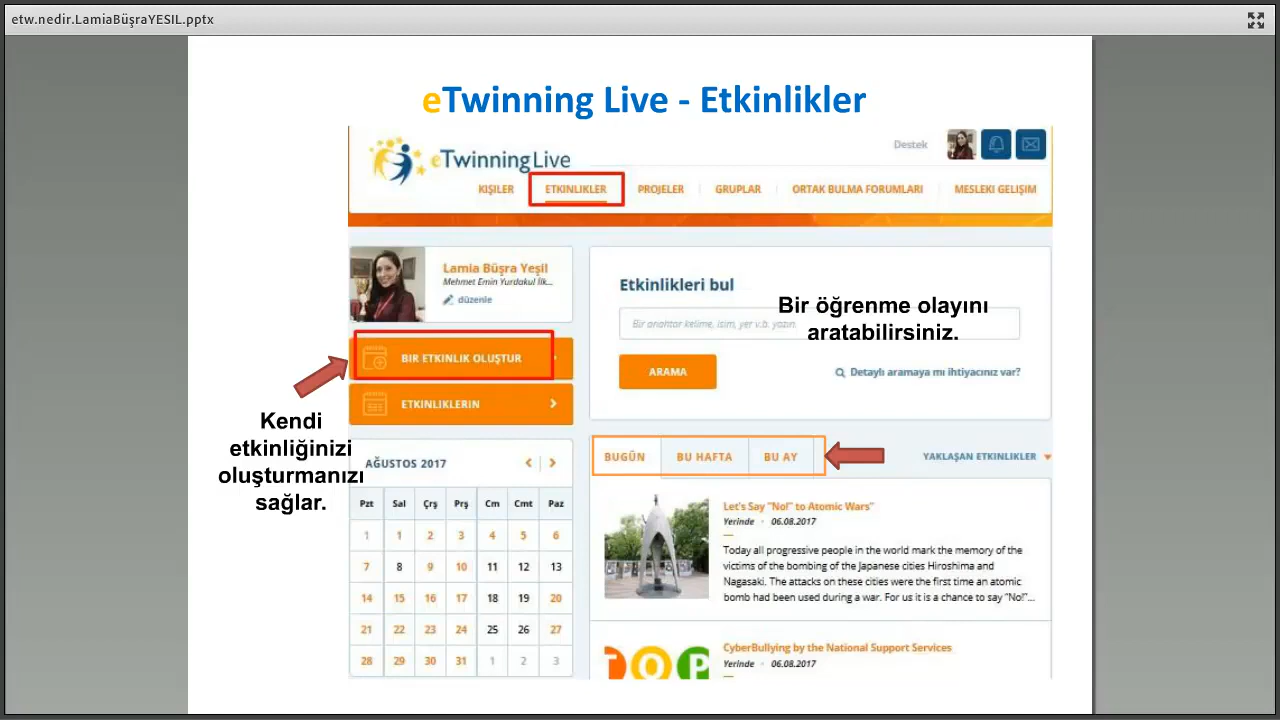 etw.nedir.LamiaBüşraYESIL.pptx
eTwinning Live - Etkinlikler
Destek
eTwinningLive
KIŞILER
ETKINLIKLER
PROJELER
GRUPLAR
ORTAK BULMA FORUMLARI
MESLEKI GELIŞIM
Lamia Büşra Yeşil
Mehmet Emin Yurdakul İlk...
düzenle
BIR ETKINLIK OLUŞTUR
ETKINLIKLERIN
Kendi
etkinliğinizi
oluşturmanızı
sağlar.
Etkinlikleri bul
Bir anahtar kelime, isim, yer v.b. yazın.
Bir öğrenme olayını
aratabilirsiniz.
ARAMA
Detaylı aramaya mı ihtiyacınız var?
AĞUSTOS 2017
Pzt Sal Çrş Prş Cm Cmt Paz
1 1 2 3 4 5 6
7 8 9 10 11 12 13
14 15 16 17 18 19 20
21 22 23 24 25 26 27
28 29 30 31 1 2 3
BUGÜN
BU HAFTA
BU AY
YAKLAŞAN ETKINLIKLER
Let's Say "No!" to Atomic Wars"
Yerinde • 06.08.2017
Today all progressive people in the world mark the memory of the
victims of the bombing of the Japanese cities Hiroshima and
Nagasaki. The attacks on these cities were the first time an atomic
bomb had been used during a war. For us it is a chance to say "No!"...
TOP
CyberBullying by the National Support Services
Yerinde • 06.08.2017